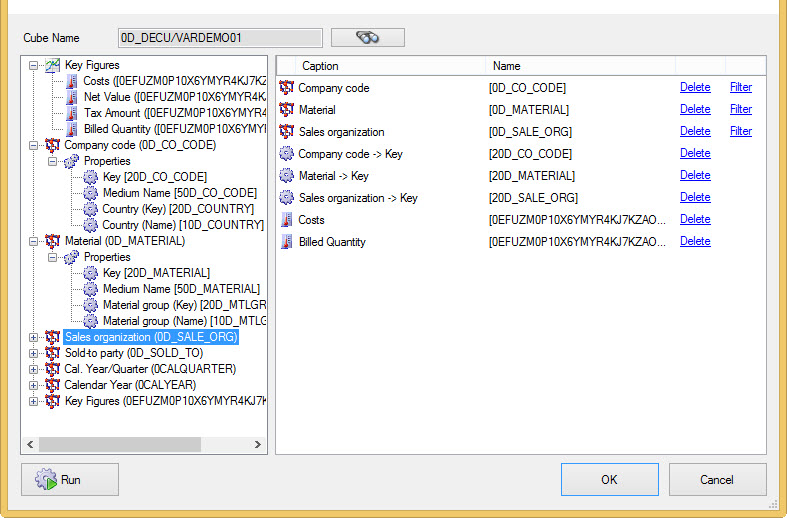 Cube Name
0D_DECU/VARDEMO01
Key Figures
Costs ([0EFUZM0P10X6YMYR4KJ7KZ
Net Value ([0EFUZM0P10X6YMYR4K
Tax Amount ([0EFUZM0P10X6YMYR4
Billed Quantity ([0EFUZM0P10X6YMY
Company code (0D_CO_CODE)
Properties
Key [20D_CO_CODE]
Medium Name [50D_CO_CODE]
Country (Key) [20D_COUNTRY]
Country (Name) [10D_COUNTRY]
Material (0D_MATERIAL)
Properties
Key [20D_MATERIAL]
Medium Name [50D_MATERIAL]
Material group (Key) [20D_MTLGR
Material group (Name) [10D_MTLG
Sales organization (0D_SALE_ORG)
Sold-to party (0D_SOLD_TO)
Cal. Year/Quarter (0CALQUARTER)
Calendar Year (0CALYEAR)
Key Figures (0EFUZM0P10X6YMYR4KJ7K
Caption Name
Company code [0D_CO_CODE] Delete Filter
Material [0D_MATERIAL] Delete Filter
Sales organization [0D_SALE_ORG] Delete Filter
Company code -> Key [20D_CO_CODE] Delete
Material -> Key [20D_MATERIAL] Delete
Sales organization -> Key [20D_SALE_ORG] Delete
Costs [0EFUZM0P10X6YMYR4KJ7KZAO... Delete
Billed Quantity [0EFUZM0P10X6YMYR4KJ7KZAO... Delete
Run
OK
Cancel